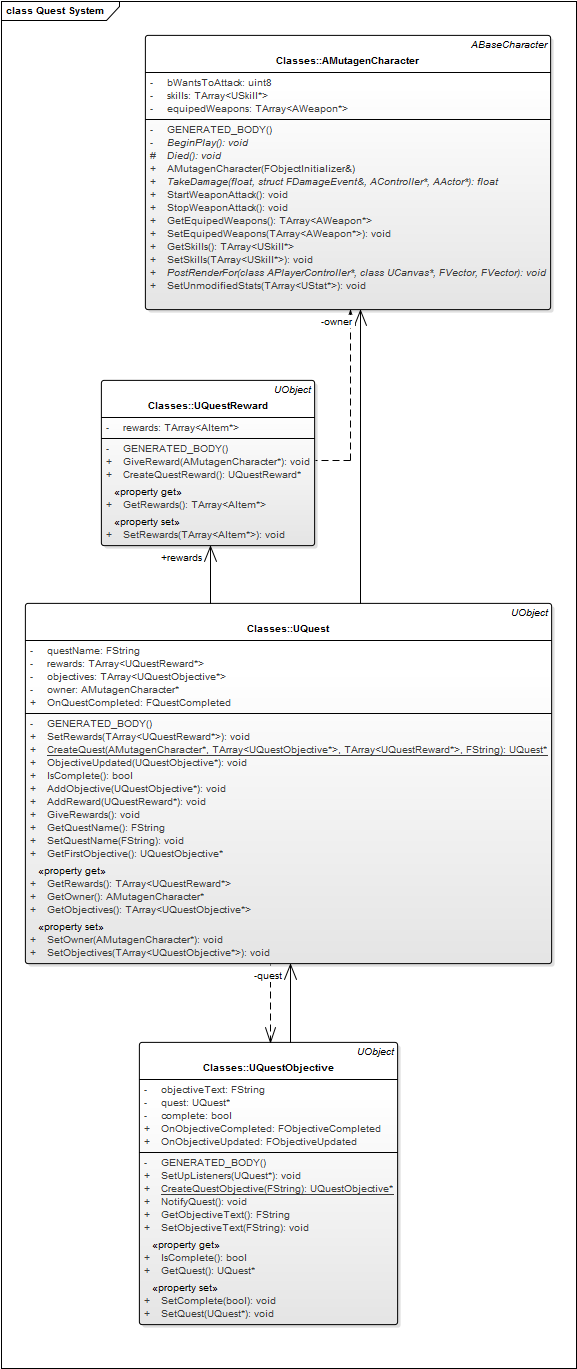 class Quest System
ABaseCharacter
Classes::AMutagenCharacter
- bWantsToAttack: uint8
- skills: TArray<USkill*>
- equipedWeapons: TArray<AWeapon*>
- GENERATED_BODY()
- BeginPlay(): void
# Died(): void
+ AMutagenCharacter(FObjectInitializer&)
+ TakeDamage(float, struct FDamageEvent&, AController*, AActor*): float
+ StartWeaponAttack(): void
+ StopWeaponAttack(): void
+ GetEquipedWeapons(): TArray<AWeapon*>
+ SetEquipedWeapons(TArray<AWeapon*>): void
+ GetSkills(): TArray<USkill*>
+ SetSkills(TArray<USkill*>): void
+ PostRenderFor(class APlayerController*, class UCanvas*, FVector, FVector): void
+ SetUnmodifiedStats(TArray<UStat*>): void
-owner
UObject
Classes::UQuestReward
- rewards: TArray<AItem*>
- GENERATED_BODY()
+ GiveReward(AMutagenCharacter*): void
+ CreateQuestReward(): UQuestReward*
«property get»
+ GetRewards(): TArray<AItem*>
«property set»
+ SetRewards(TArray<AItem*>): void
+rewards
UObject
Classes::UQuest
- questName: FString
- rewards: TArray<UQuestReward*>
- objectives: TArray<UQuestObjective*>
- owner: AMutagenCharacter*
+ OnQuestCompleted: FQuestCompleted
- GENERATED_BODY()
+ SetRewards(TArray<UQuestReward*>): void
+ CreateQuest(AMutagenCharacter*, TArray<UQuestObjective*>, TArray<UQuestReward*>, FString): UQuest*
+ ObjectiveUpdated(UQuestObjective*): void
+ IsComplete(): bool
+ AddObjective(UQuestObjective*): void
+ AddReward(UQuestReward*): void
+ GiveRewards(): void
+ GetQuestName(): FString
+ SetQuestName(FString): void
+ GetFirstObjective(): UQuestObjective*
«property get»
+ GetRewards(): TArray<UQuestReward*>
+ GetOwner(): AMutagenCharacter*
+ GetObjectives(): TArray<UQuestObjective*>
«property set»
+ SetOwner(AMutagenCharacter*): void
+ SetObjectives(TArray<UQuestObjective*>): void
-quest
UObject
Classes::UQuestObjective
- objectiveText: FString
- quest: UQuest*
- complete: bool
+ OnObjectiveCompleted: FObjectiveCompleted
+ OnObjectiveUpdated: FObjectiveUpdated
- GENERATED_BODY()
+ SetUpListeners(UQuest*): void
+ CreateQuestObjective(FString): UQuestObjective*
+ NotifyQuest(): void
+ GetObjectiveText(): FString
+ SetObjectiveText(FString): void
«property get»
+ IsComplete(): bool
+ GetQuest(): UQuest*
«property set»
+ SetComplete(bool): void
+ SetQuest(UQuest*): void